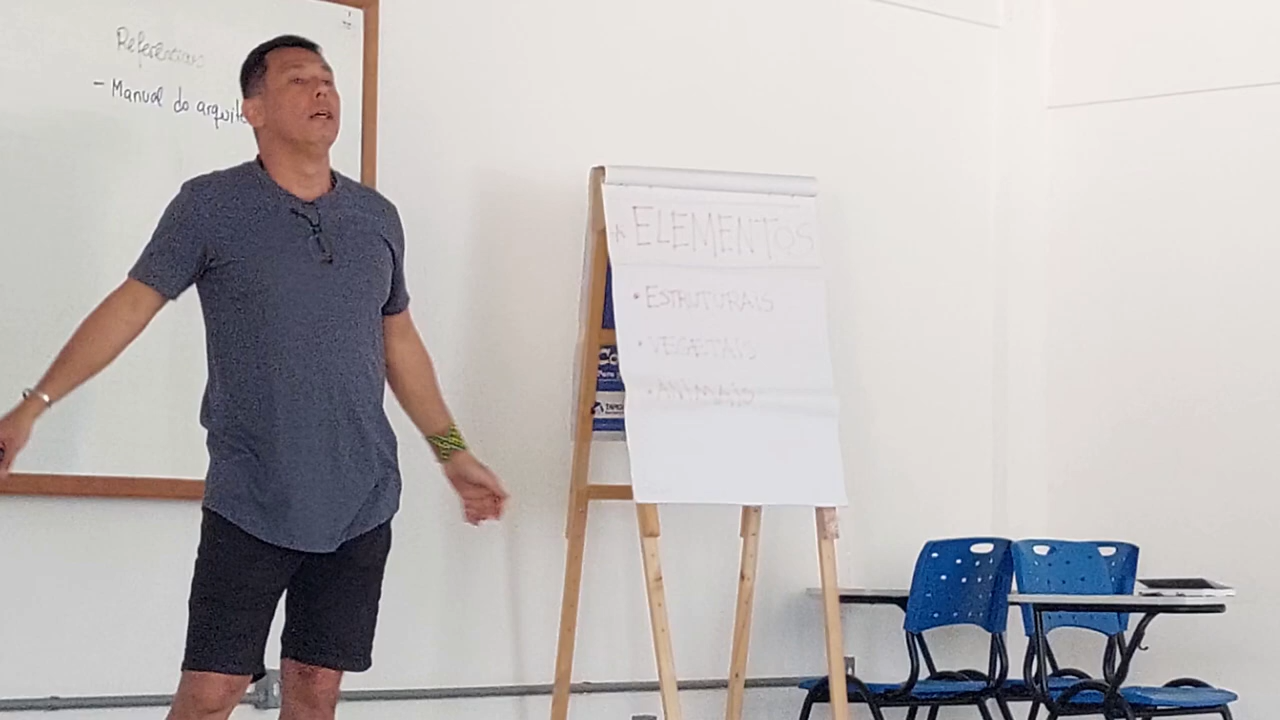 Referências
- Manual do arquite
ELEMENTOS
• ESTRUTURAIS
• VEGETAIS
• ANIMAIS